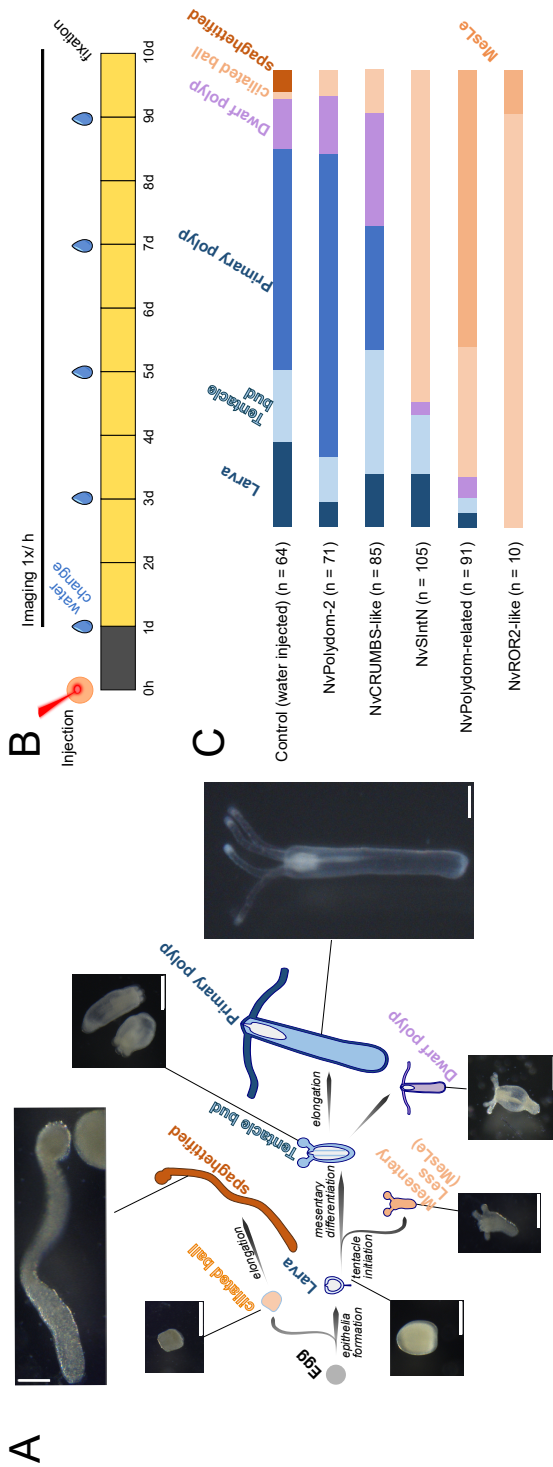 A
Egg
epithelia
formation
ciliated ball
elongation
spaghettified
Larva
tentacle
initiation
Mesentery
Less
(MesLe)
mesentary
differentiation
Tentacle bud
elongation
Primary polyp
Dwarf polyp
B
Imaging 1x/ h
Injection
water
change
fixation
0h
1d
2d
3d
4d
5d
6d
7d
8d
9d
10d
C
Larva
Tentacle
bud
Primary polyp
Dwarf polyp
ciliated ball
spaghettified
Control (water injected) (n = 64)
NvPolydom-2 (n = 71)
NvCRUMBS-like (n = 85)
NvSIntN (n = 105)
NvPolydom-related (n = 91)
NvROR2-like (n = 10)
MesLe